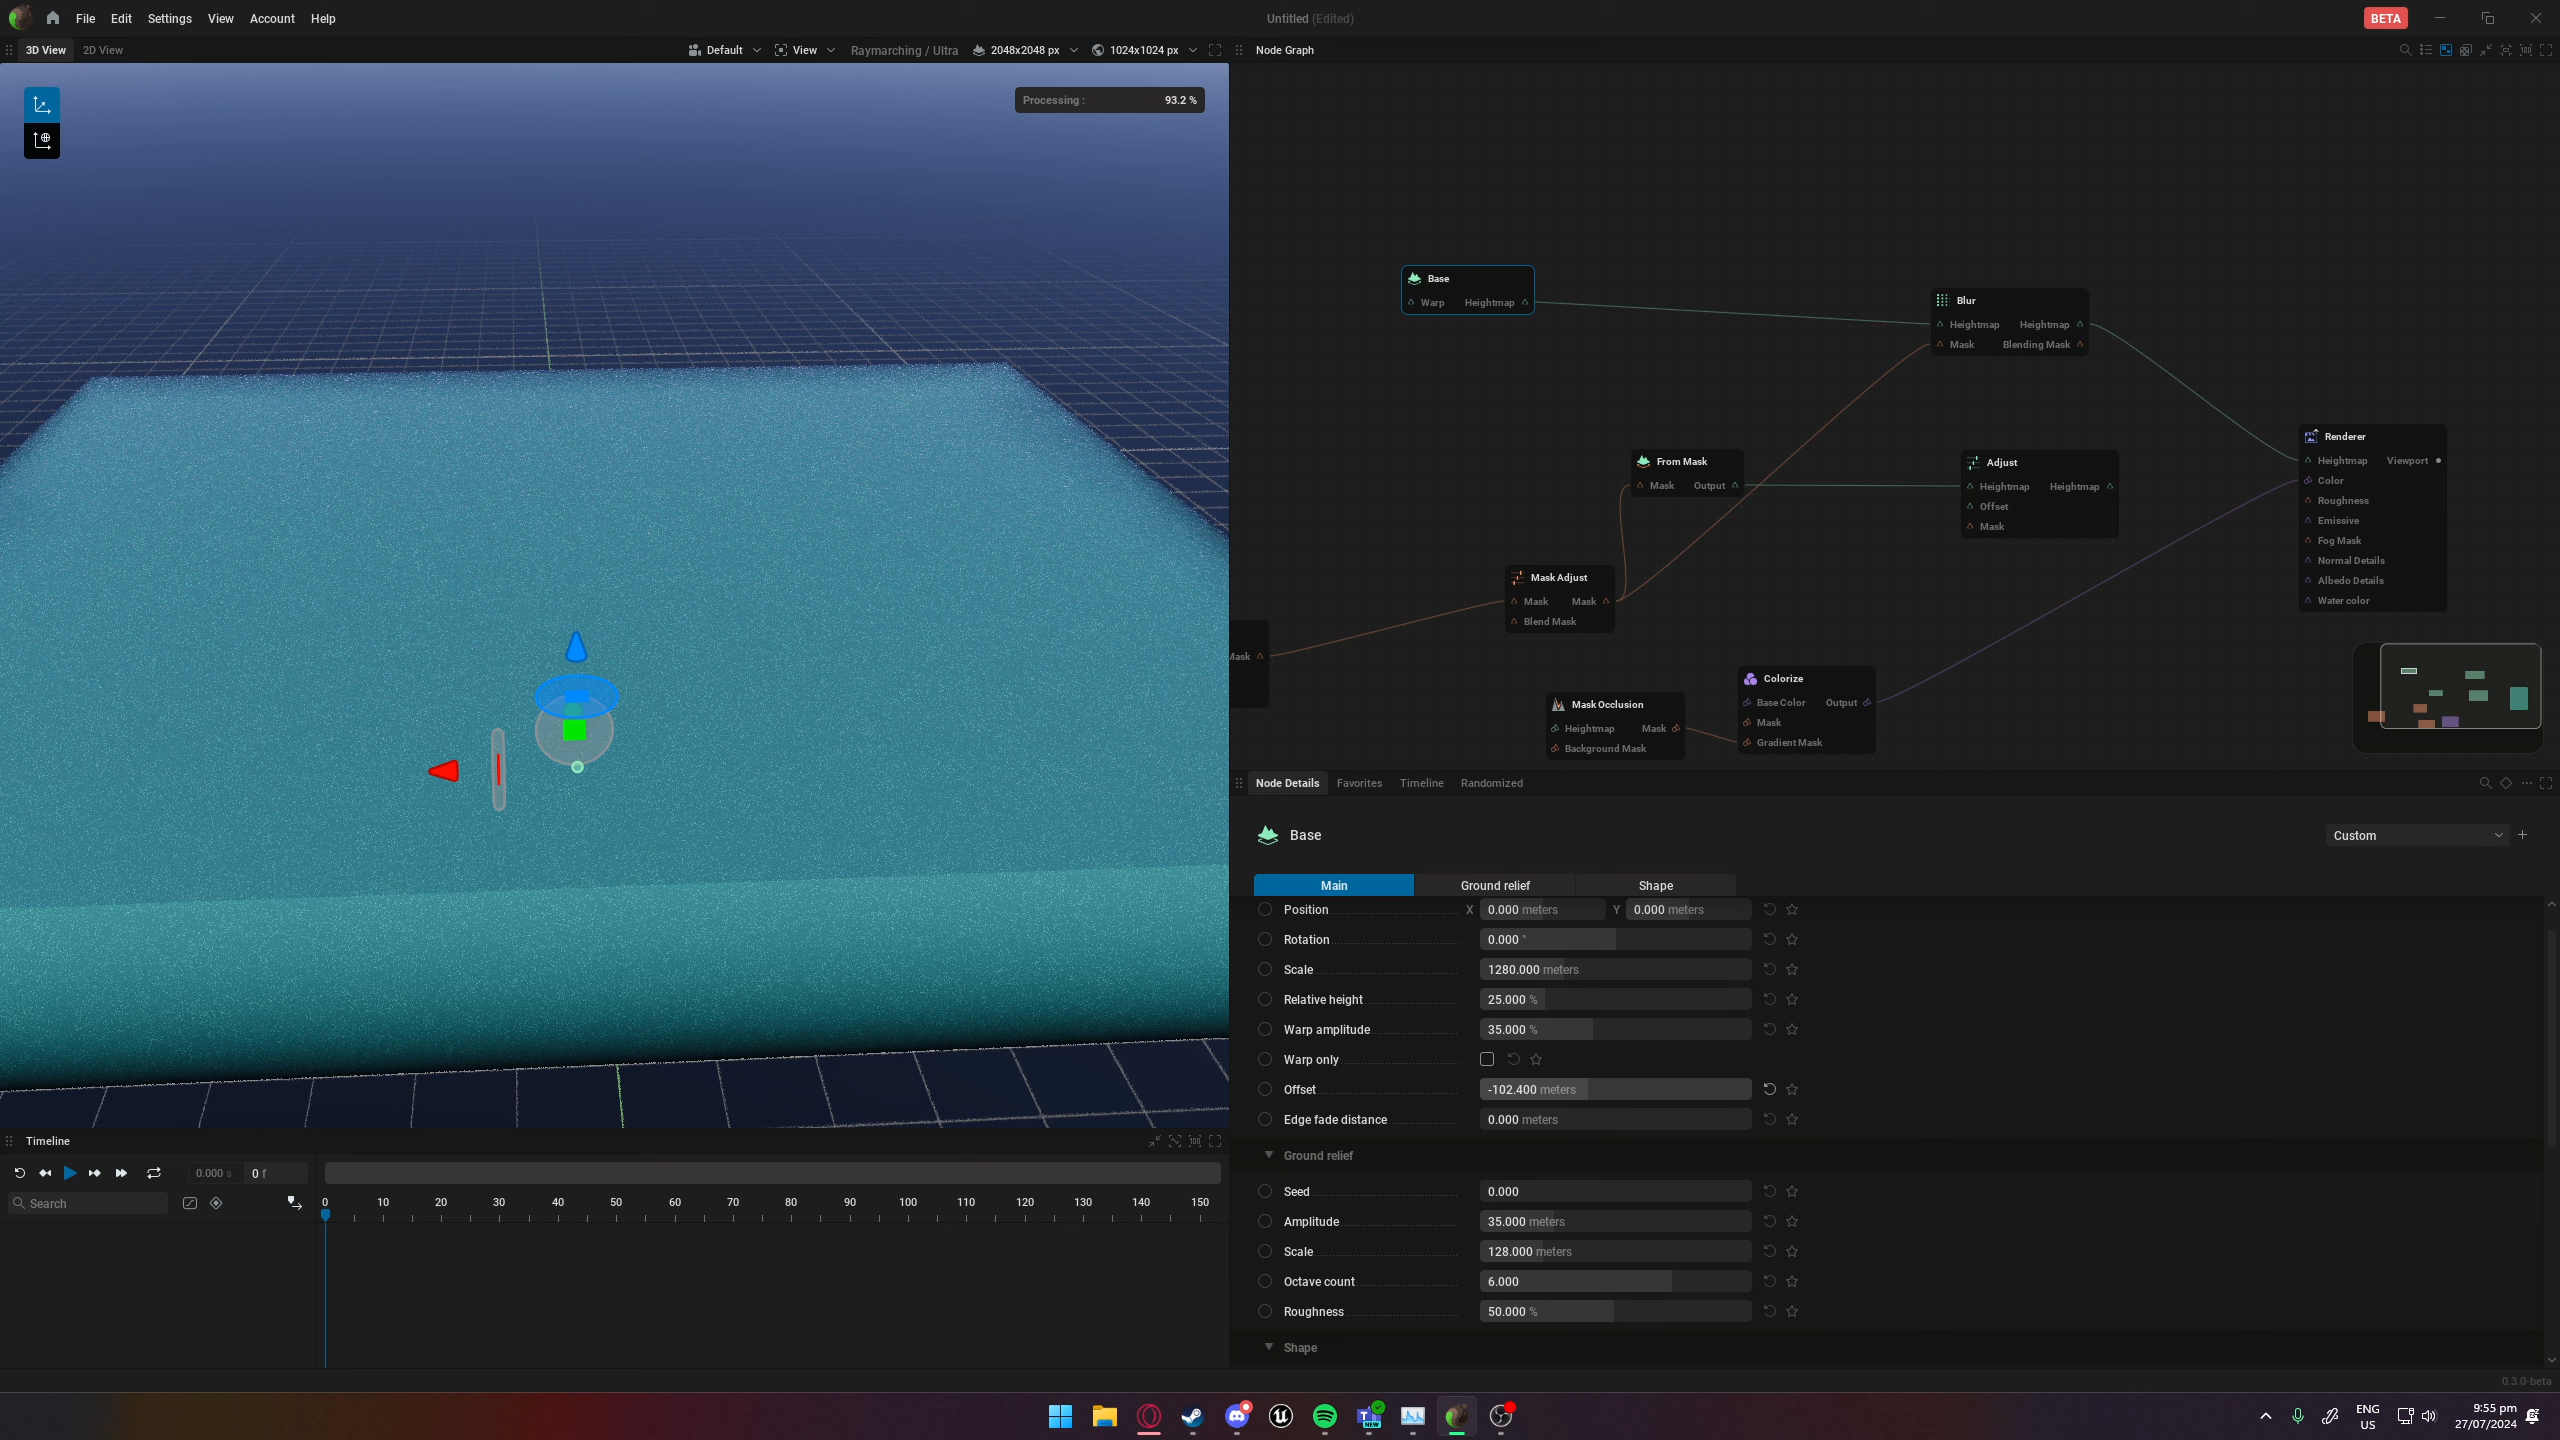 File Edit Settings View Account Help
Untitled (Edited)
BETA
3D View 2D View
Default View Raymarching / Ultra 2048x2048 px 1024x1024 px
Node Graph
Processing : 93.2 %
Base
Warp Heightmap
Blur
Heightmap Heightmap
Mask Blending Mask
From Mask
Mask Output
Adjust
Heightmap Heightmap
Offset
Mask
Renderer
Heightmap Viewport
Color
Roughness
Emissive
Fog Mask
Normal Details
Albedo Details
Water color
Mask Adjust
Mask Mask
Blend Mask
Mask
Colorize
Base Color Output
Mask
Gradient Mask
Mask Occlusion
Heightmap Mask
Background Mask
Node Details Favorites Timeline Randomized
Base
Custom
Main Ground relief Shape
Position X 0.000 meters Y 0.000 meters
Rotation 0.000 °
Scale 1280.000 meters
Relative height 25.000 %
Warp amplitude 35.000 %
Warp only
Offset -102.400 meters
Edge fade distance 0.000 meters
Ground relief
Seed 0.000
Amplitude 35.000 meters
Scale 128.000 meters
Octave count 6.000
Roughness 50.000 %
Shape
Timeline
0.000 s 0 f
Search
0 10 20 30 40 50 60 70 80 90 100 110 120 130 140 150
0.3.0-beta
ENG
US
9:55 pm
27/07/2024